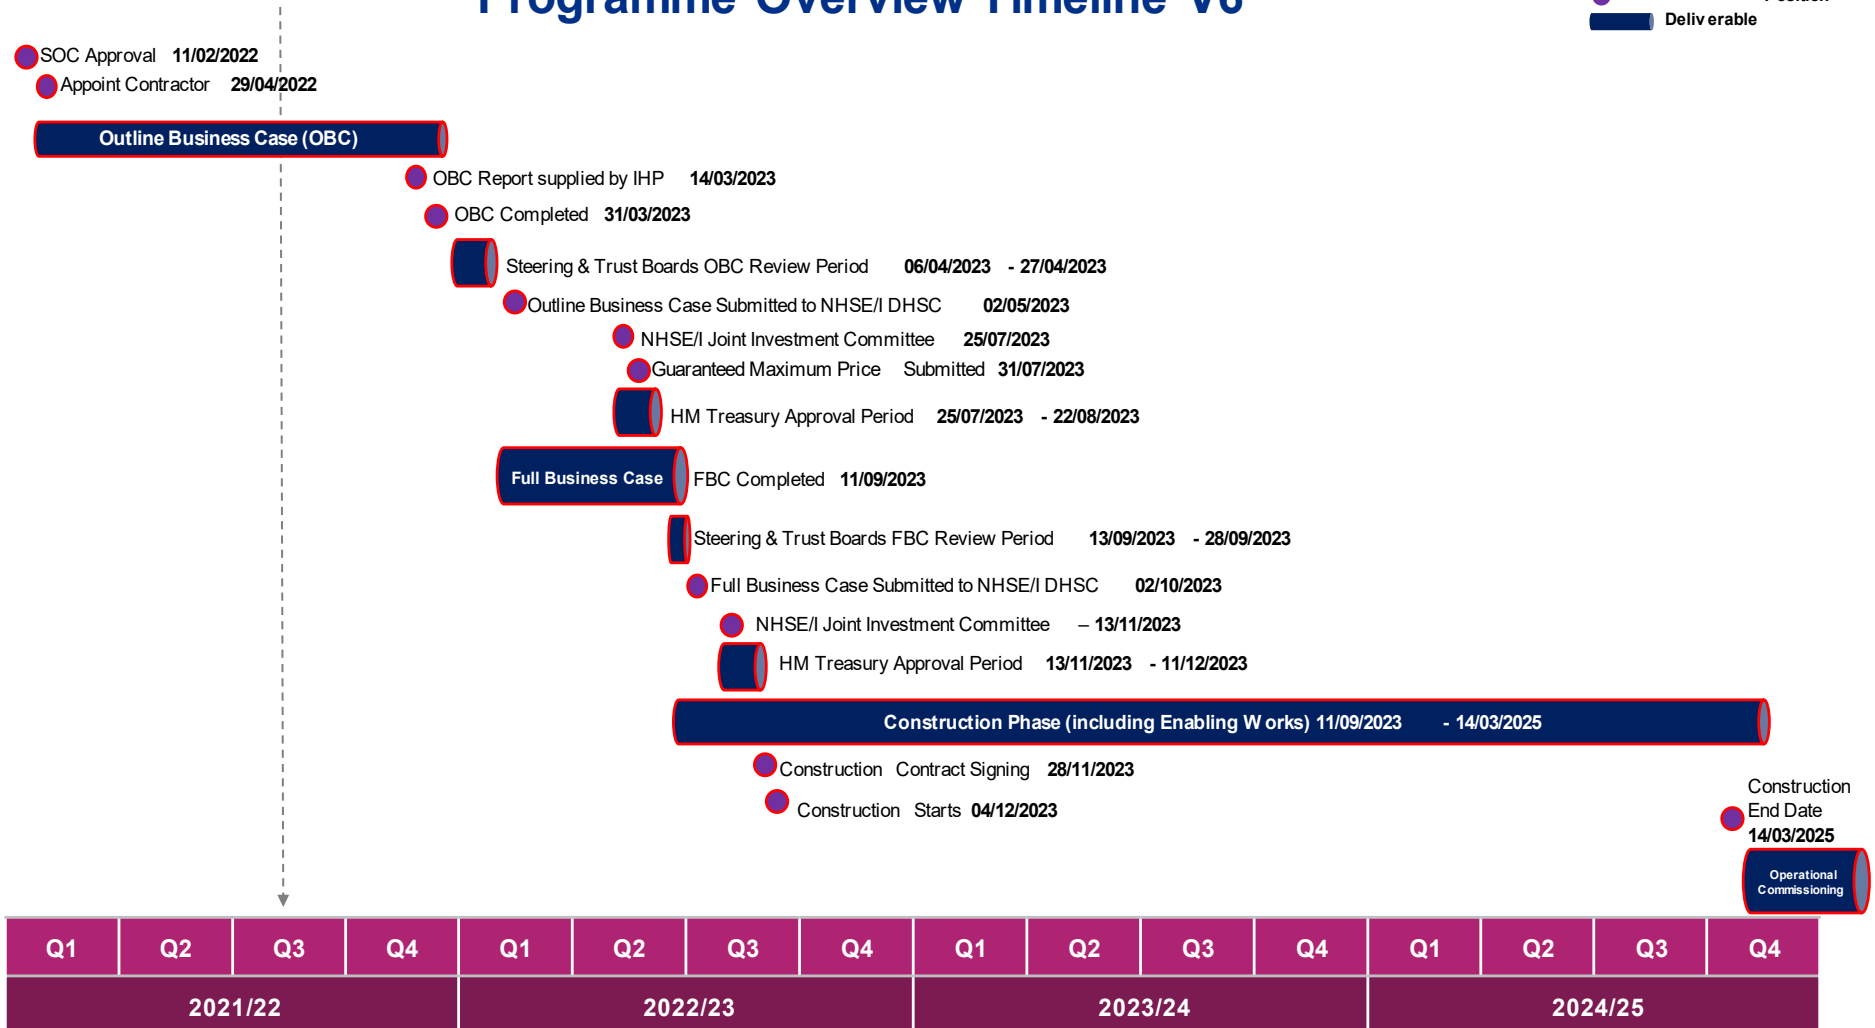 Programme Overview Timeline V6
Position
Deliverable
SOC Approval 11/02/2022
Appoint Contractor 29/04/2022
Outline Business Case (OBC)
OBC Report supplied by IHP 14/03/2023
OBC Completed 31/03/2023
Steering & Trust Boards OBC Review Period 06/04/2023 - 27/04/2023
Outline Business Case Submitted to NHSE/I DHSC 02/05/2023
NHSE/I Joint Investment Committee 25/07/2023
Guaranteed Maximum Price Submitted 31/07/2023
HM Treasury Approval Period 25/07/2023 - 22/08/2023
Full Business Case FBC Completed 11/09/2023
Steering & Trust Boards FBC Review Period 13/09/2023 - 28/09/2023
Full Business Case Submitted to NHSE/I DHSC 02/10/2023
NHSE/I Joint Investment Committee – 13/11/2023
HM Treasury Approval Period 13/11/2023 - 11/12/2023
Construction Phase (including Enabling Works) 11/09/2023 - 14/03/2025
Construction Contract Signing 28/11/2023
Construction Starts 04/12/2023
Construction
End Date
14/03/2025
Operational
Commissioning
Q1 Q2 Q3 Q4 Q1 Q2 Q3 Q4 Q1 Q2 Q3 Q4 Q1 Q2 Q3 Q4
2021/22 2022/23 2023/24 2024/25